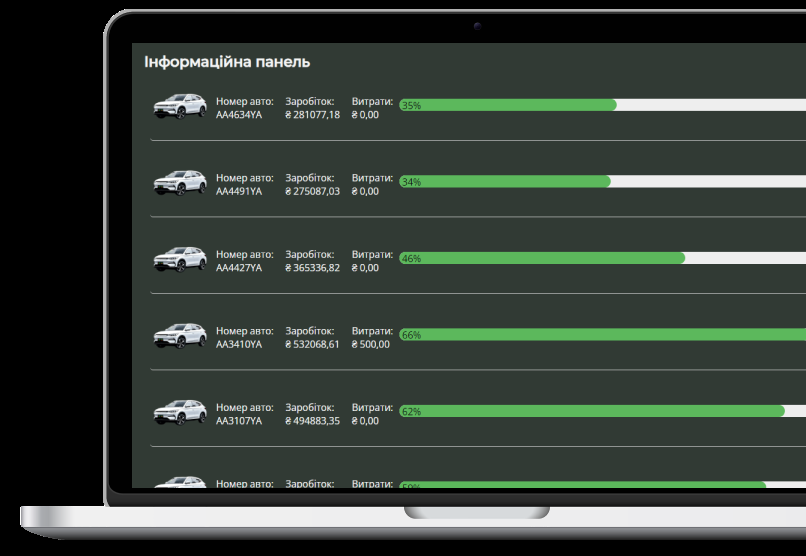 Інформаційна панель
Номер авто: Заробіток: Витрати: 35%
AA4634YA ₴ 281077,18 ₴ 0,00
Номер авто: Заробіток: Витрати: 34%
AA4491YA ₴ 275087,03 ₴ 0,00
Номер авто: Заробіток: Витрати: 46%
AA4427YA ₴ 365336,82 ₴ 0,00
Номер авто: Заробіток: Витрати: 66%
AA3410YA ₴ 532068,61 ₴ 500,00
Номер авто: Заробіток: Витрати: 62%
AA3107YA ₴ 494883,35 ₴ 0,00
Номер авто: Заробіток: Витрати: